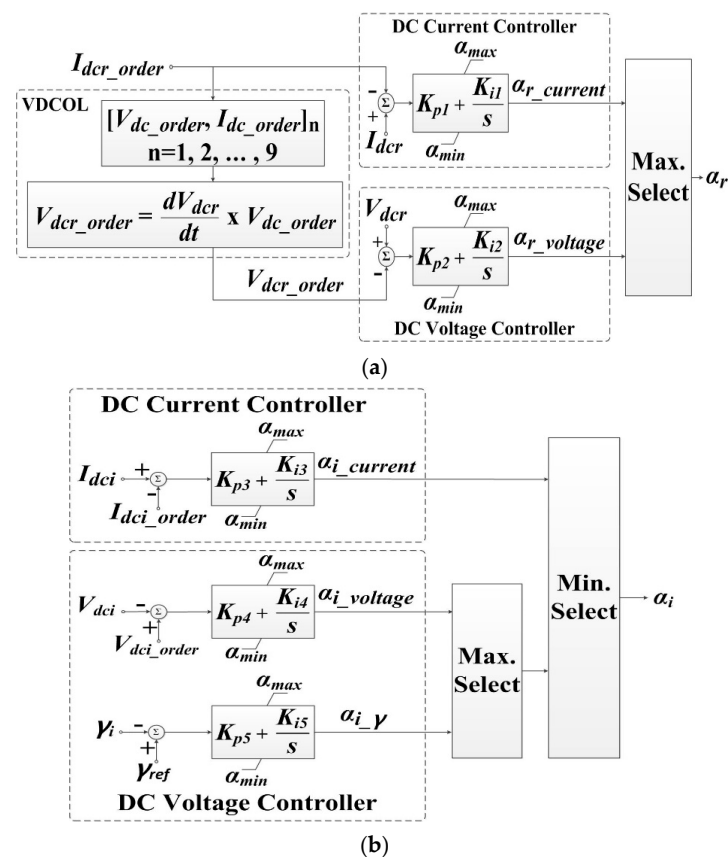 DC Current Controller
α_max
I_dcr_order
-
Σ
+
K_p1 + K_i1/s
α_r_current
I_dcr
α_min
VDCOL
[V_dc_order, I_dc_order]_n
n=1, 2, ... , 9
V_dcr_order = dV_dcr/dt x V_dc_order
V_dcr_order
V_dcr
α_max
+
Σ
-
K_p2 + K_i2/s
α_r_voltage
α_min
DC Voltage Controller
Max.
Select
α_r
(a)
DC Current Controller
α_max
I_dci
+
Σ
-
K_p3 + K_i3/s
α_i_current
I_dci_order
α_min
α_max
V_dci
-
Σ
+
K_p4 + K_i4/s
α_i_voltage
V_dci_order
α_min
α_max
γ_i
-
Σ
+
K_p5 + K_i5/s
α_i_γ
γ_ref
α_min
DC Voltage Controller
Max.
Select
Min.
Select
α_i
(b)